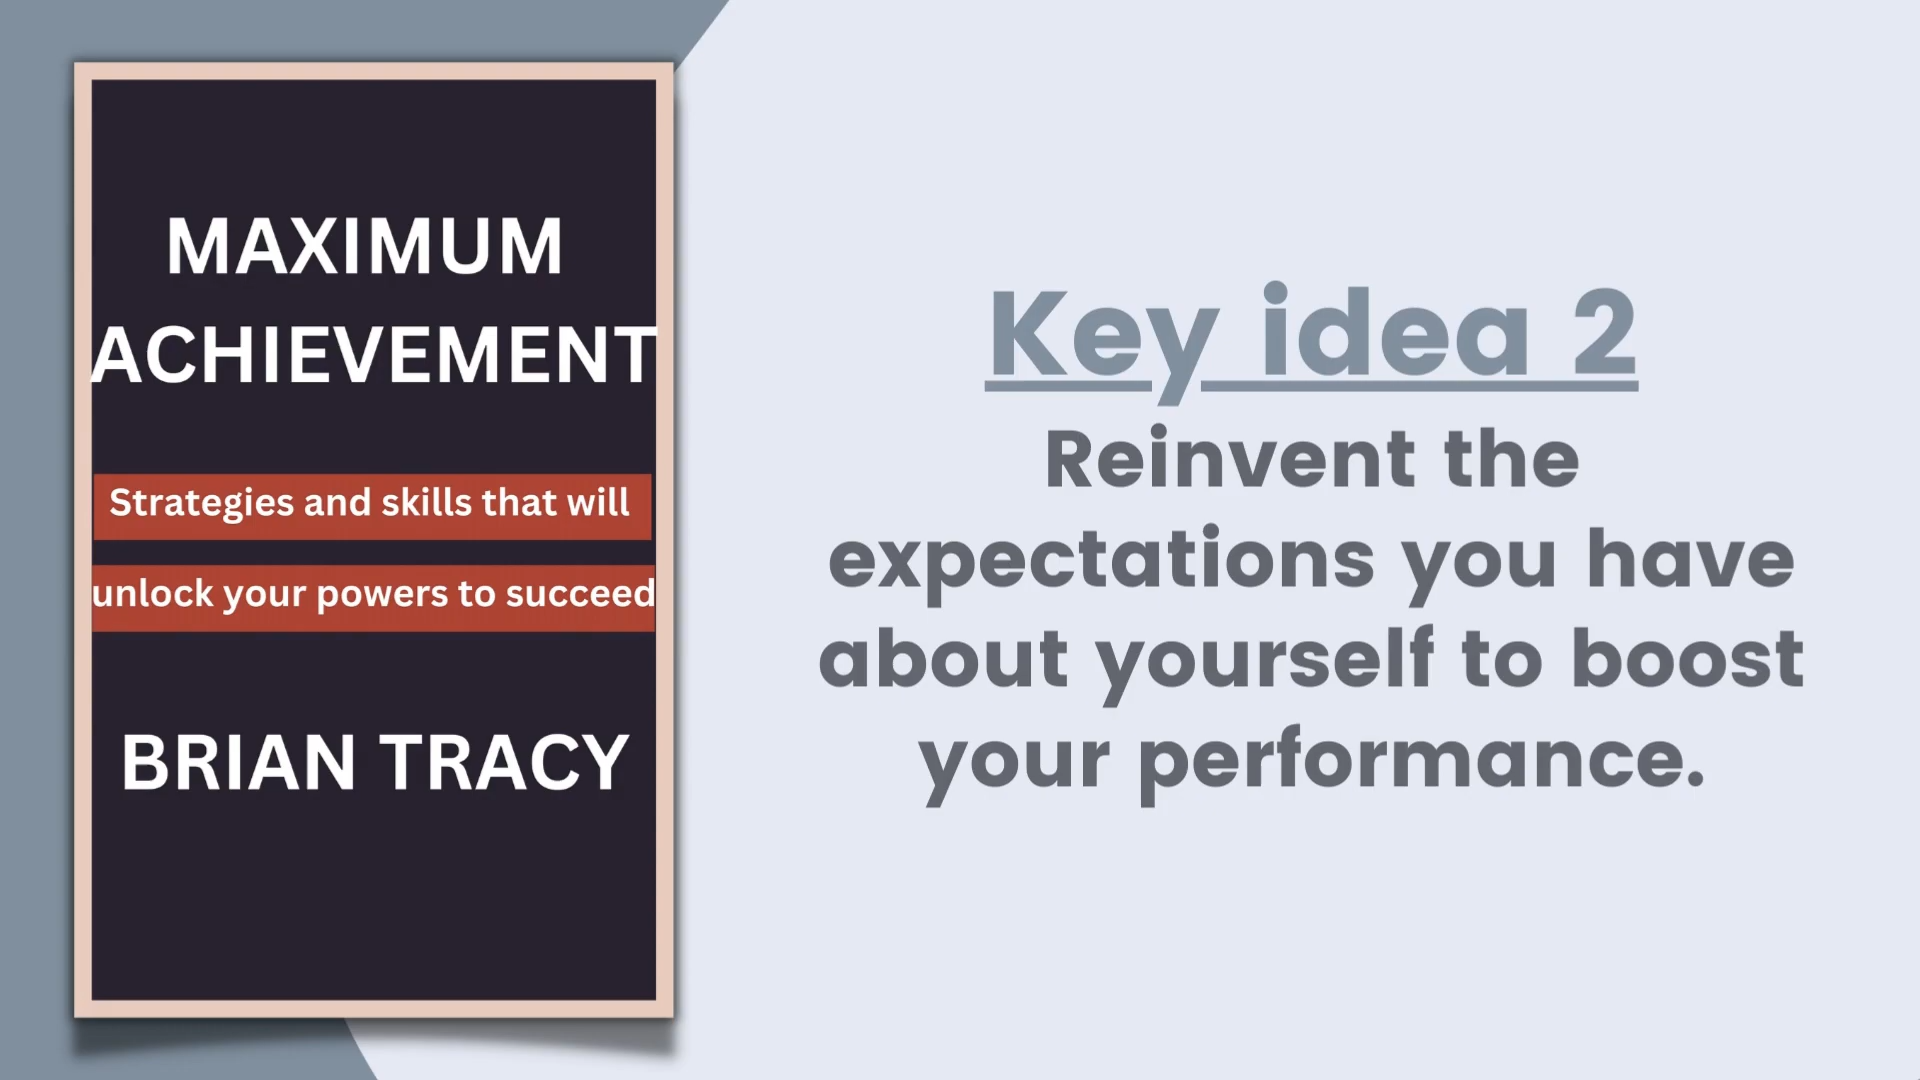 MAXIMUM
ACHIEVEMENT
Strategies and skills that will
unlock your powers to succeed
BRIAN TRACY
Key idea 2
Reinvent the
expectations you have
about yourself to boost
your performance.